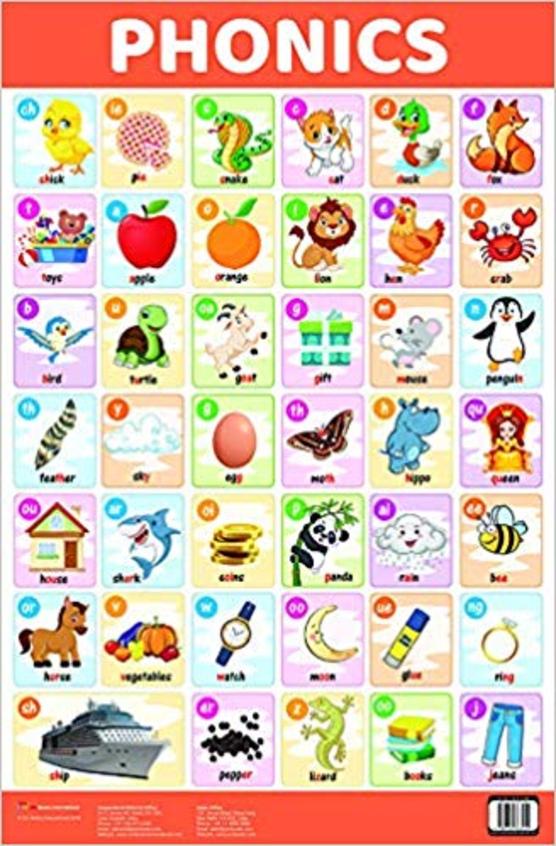 PHONICS
ch ie s c d f
chick pie snake cat duck fox
t a o l e r
toys apple orange lion hen crab
b u oa g m n
bird turtle goat gift mouse penguin
th y g th h qu
feather sky egg moth hippo queen
ou ar oi p ai ee
house shark coins panda rain bee
or v w oo ue ng
horse vegetables watch moon glue ring
sh er z oo j
ship pepper lizard books jeans